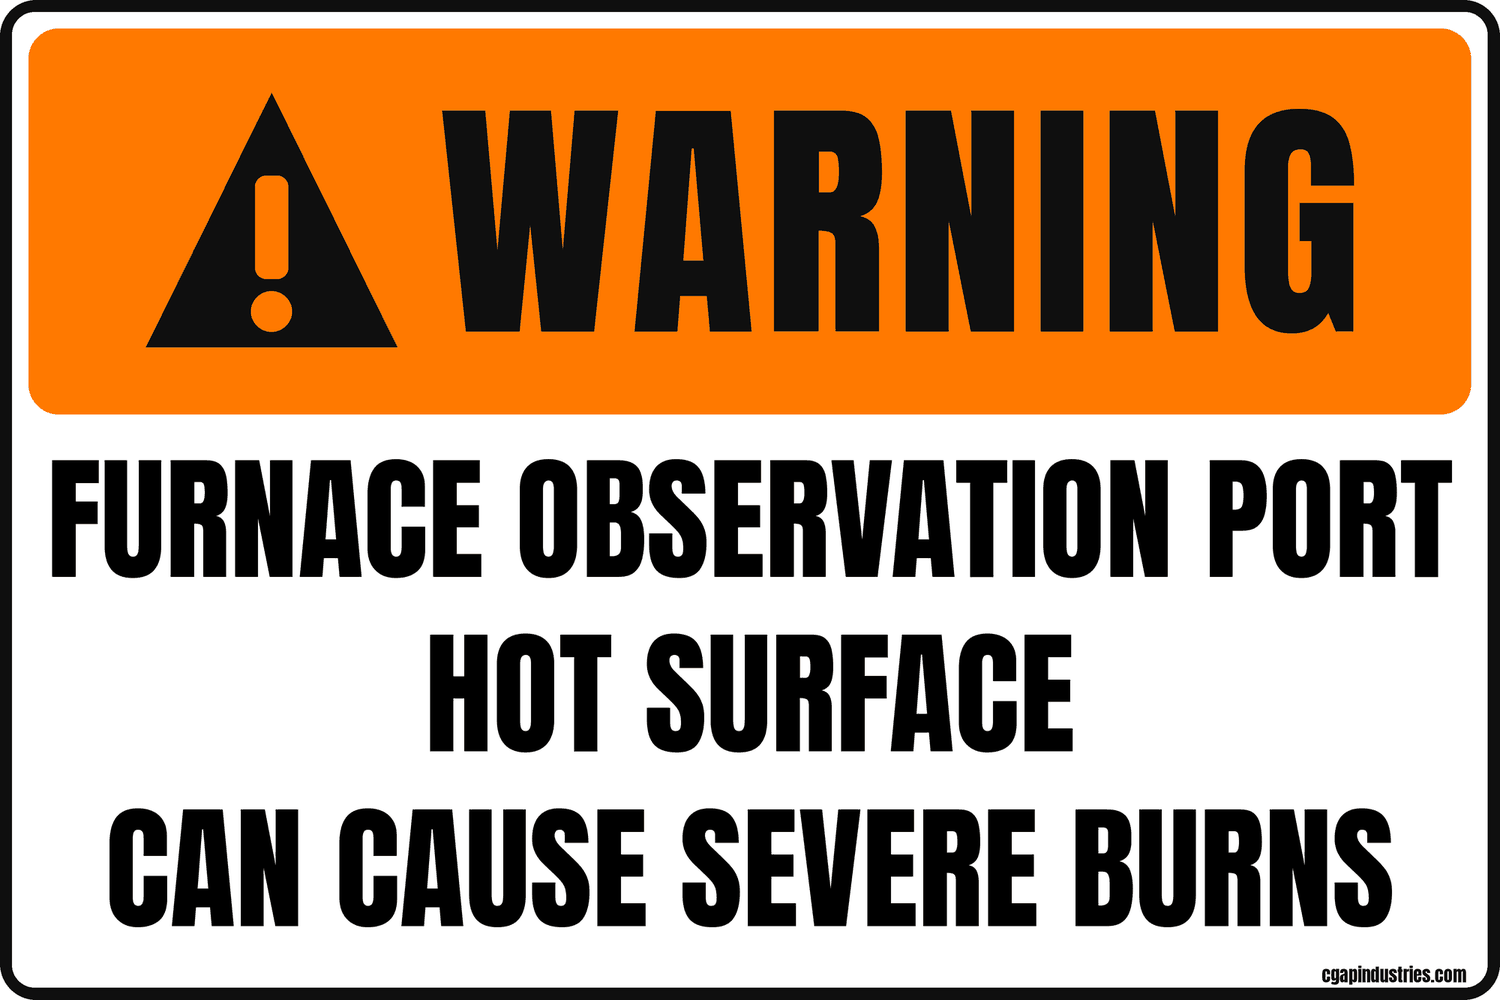 WARNING
FURNACE OBSERVATION PORT
HOT SURFACE
CAN CAUSE SEVERE BURNS
cgapindustries.com